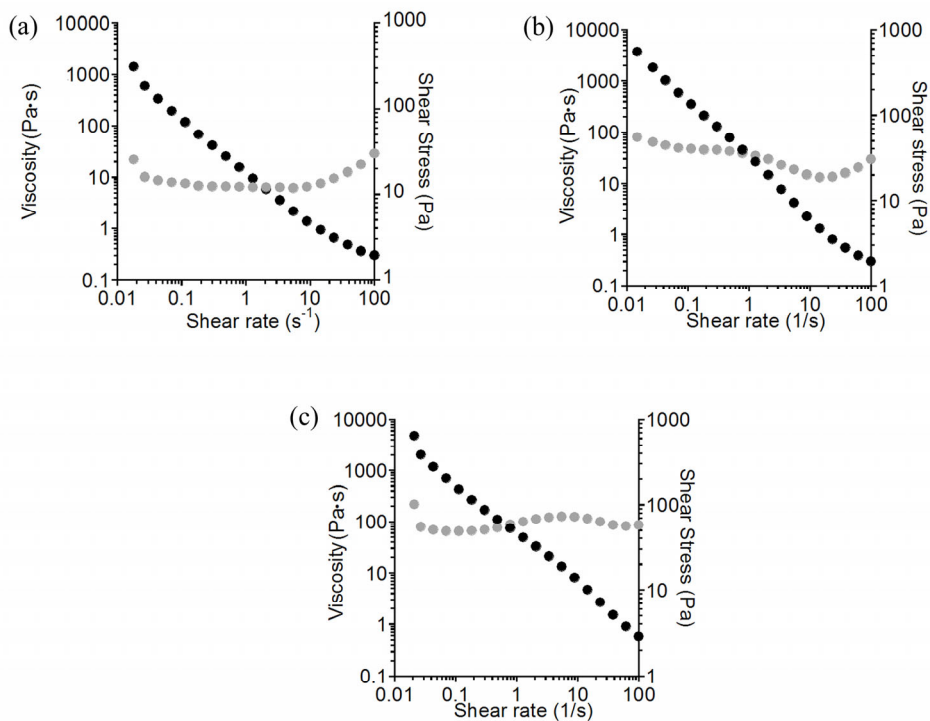 (a)
10000
1000
100
10
1
0.1
Viscosity (Pa·s)
1000
100
10
1
Shear Stress (Pa)
0.01 0.1 1 10 100
Shear rate (s⁻¹)
(b)
10000
1000
100
10
1
0.1
Viscosity (Pa·s)
1000
100
10
1
Shear stress (Pa)
0.01 0.1 1 10 100
Shear rate (1/s)
(c)
10000
1000
100
10
1
0.1
Viscosity (Pa·s)
1000
100
10
1
Shear Stress (Pa)
0.01 0.1 1 10 100
Shear rate (1/s)